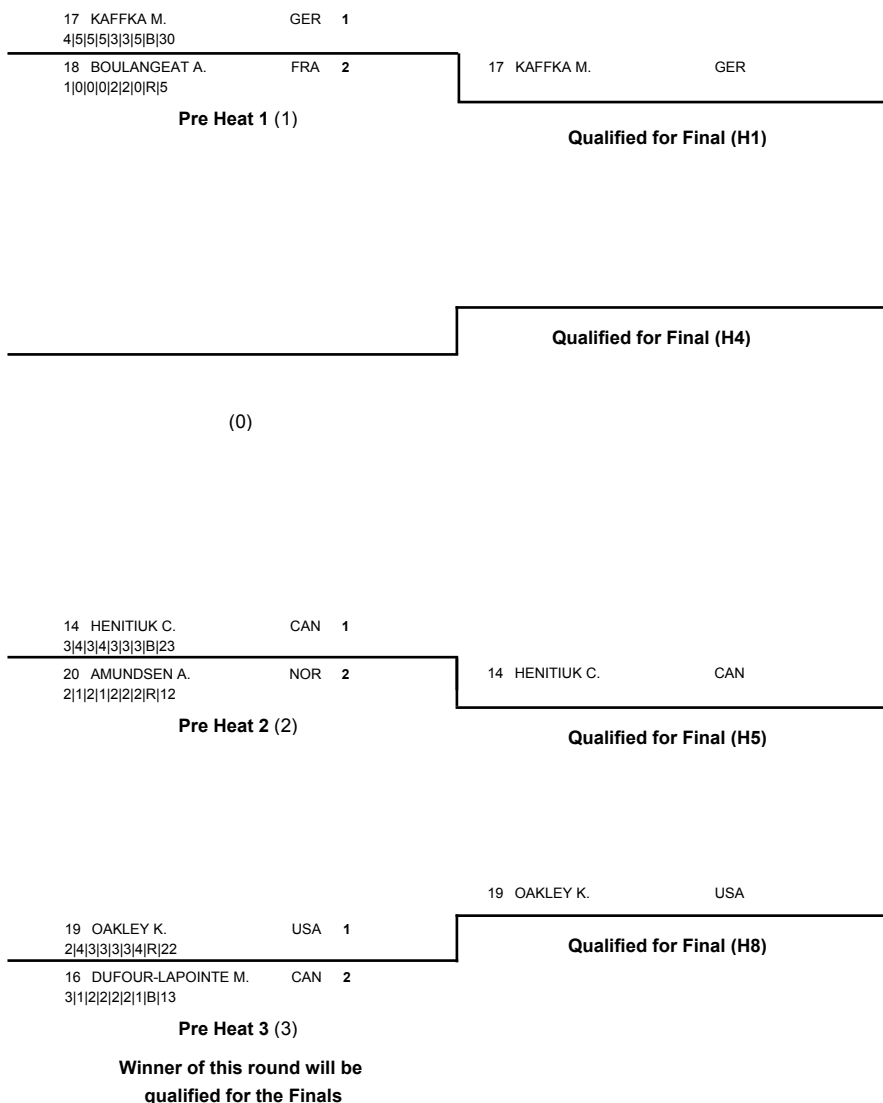 17 KAFFKA M. GER 1
4|5|5|5|3|3|5|B|30
18 BOULANGEAT A. FRA 2
1|0|0|0|2|2|0|R|5
17 KAFFKA M. GER
Pre Heat 1 (1)
Qualified for Final (H1)
Qualified for Final (H4)
(0)
14 HENITIUK C. CAN 1
3|4|3|4|3|3|3|B|23
20 AMUNDSEN A. NOR 2
2|1|2|1|2|2|2|R|12
14 HENITIUK C. CAN
Pre Heat 2 (2)
Qualified for Final (H5)
19 OAKLEY K. USA
19 OAKLEY K. USA 1
2|4|3|3|3|3|4|R|22
Qualified for Final (H8)
16 DUFOUR-LAPOINTE M. CAN 2
3|1|2|2|2|2|1|B|13
Pre Heat 3 (3)
Winner of this round will be
qualified for the Finals